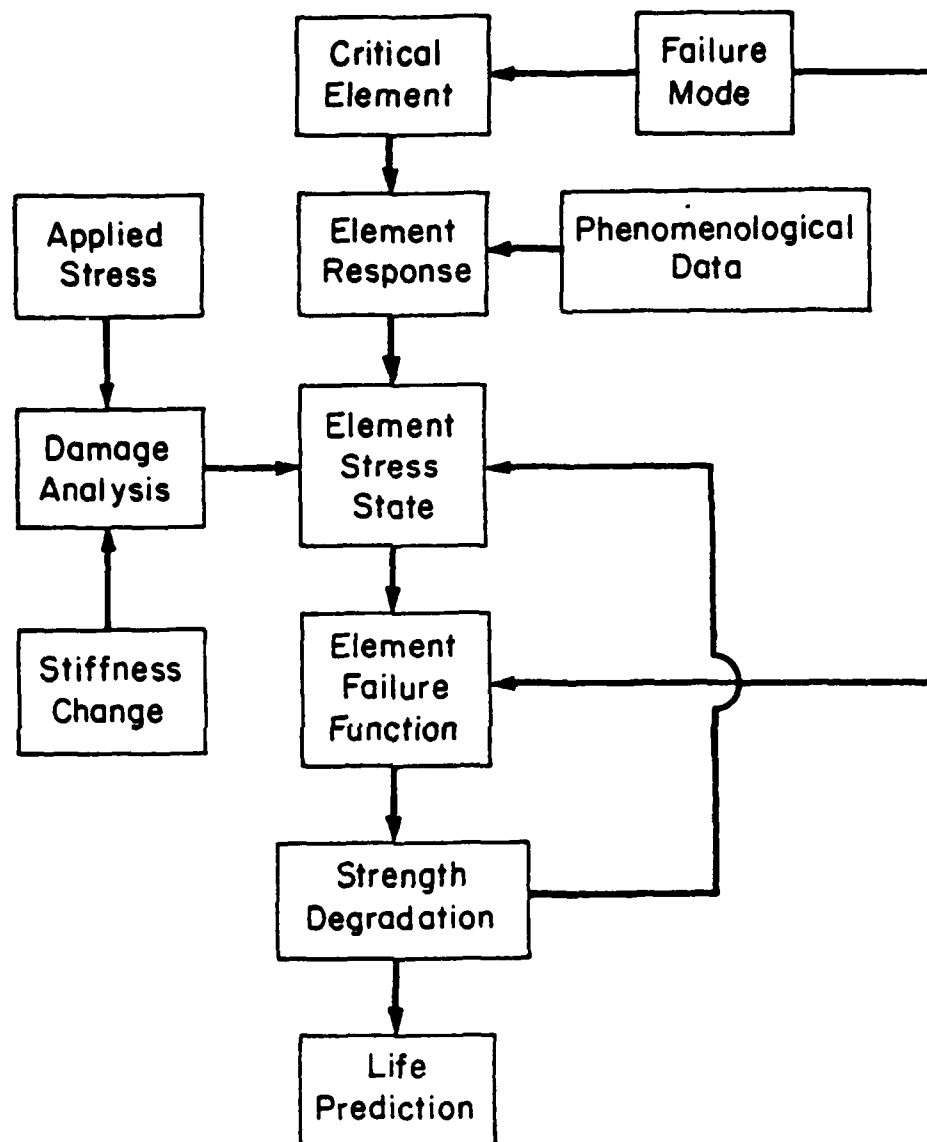 Critical
Element
Failure
Mode
Applied
Stress
Element
Response
Phenomenological
Data
Damage
Analysis
Element
Stress
State
Stiffness
Change
Element
Failure
Function
Strength
Degradation
Life
Prediction